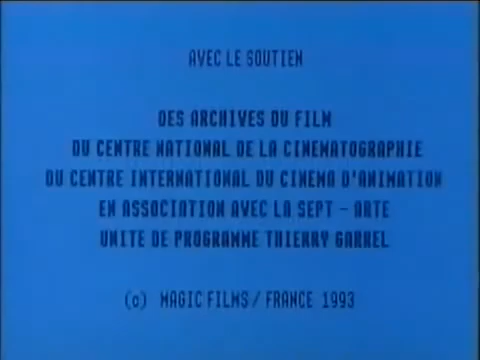 AVEC LE SOUTIEN
DES ARCHIVES DU FILM
DU CENTRE NATIONAL DE LA CINEMATOGRAPHIE
DU CENTRE INTERNATIONAL DU CINEMA D'ANIMATION
EN ASSOCIATION AVEC LA SEPT - ARTE
UNITE DE PROGRAMME THIERRY GARREL
(c) MAGIC FILMS / FRANCE 1993